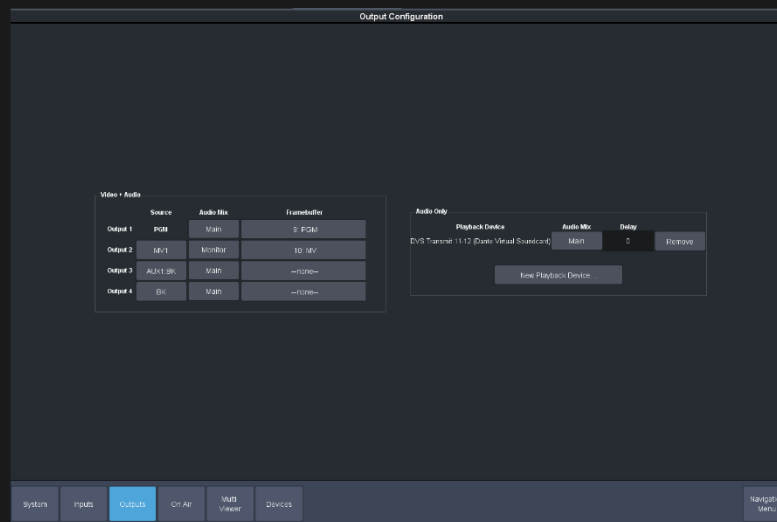 Output Configuration
Video + Audio
Source Audio Mix Framebuffer
Output 1 PGM Main 9: PGM
Output 2 MV1 Monitor 10: MV
Output 3 AUX1:BK Main --none--
Output 4 BK Main --none--
Audio Only
Playback Device Audio Mix Delay
DVS Transmit 11-12 (Dante Virtual Soundcard) Main 0 Remove
New Playback Device...
System Inputs Outputs On Air Multi Viewer Devices
Menu